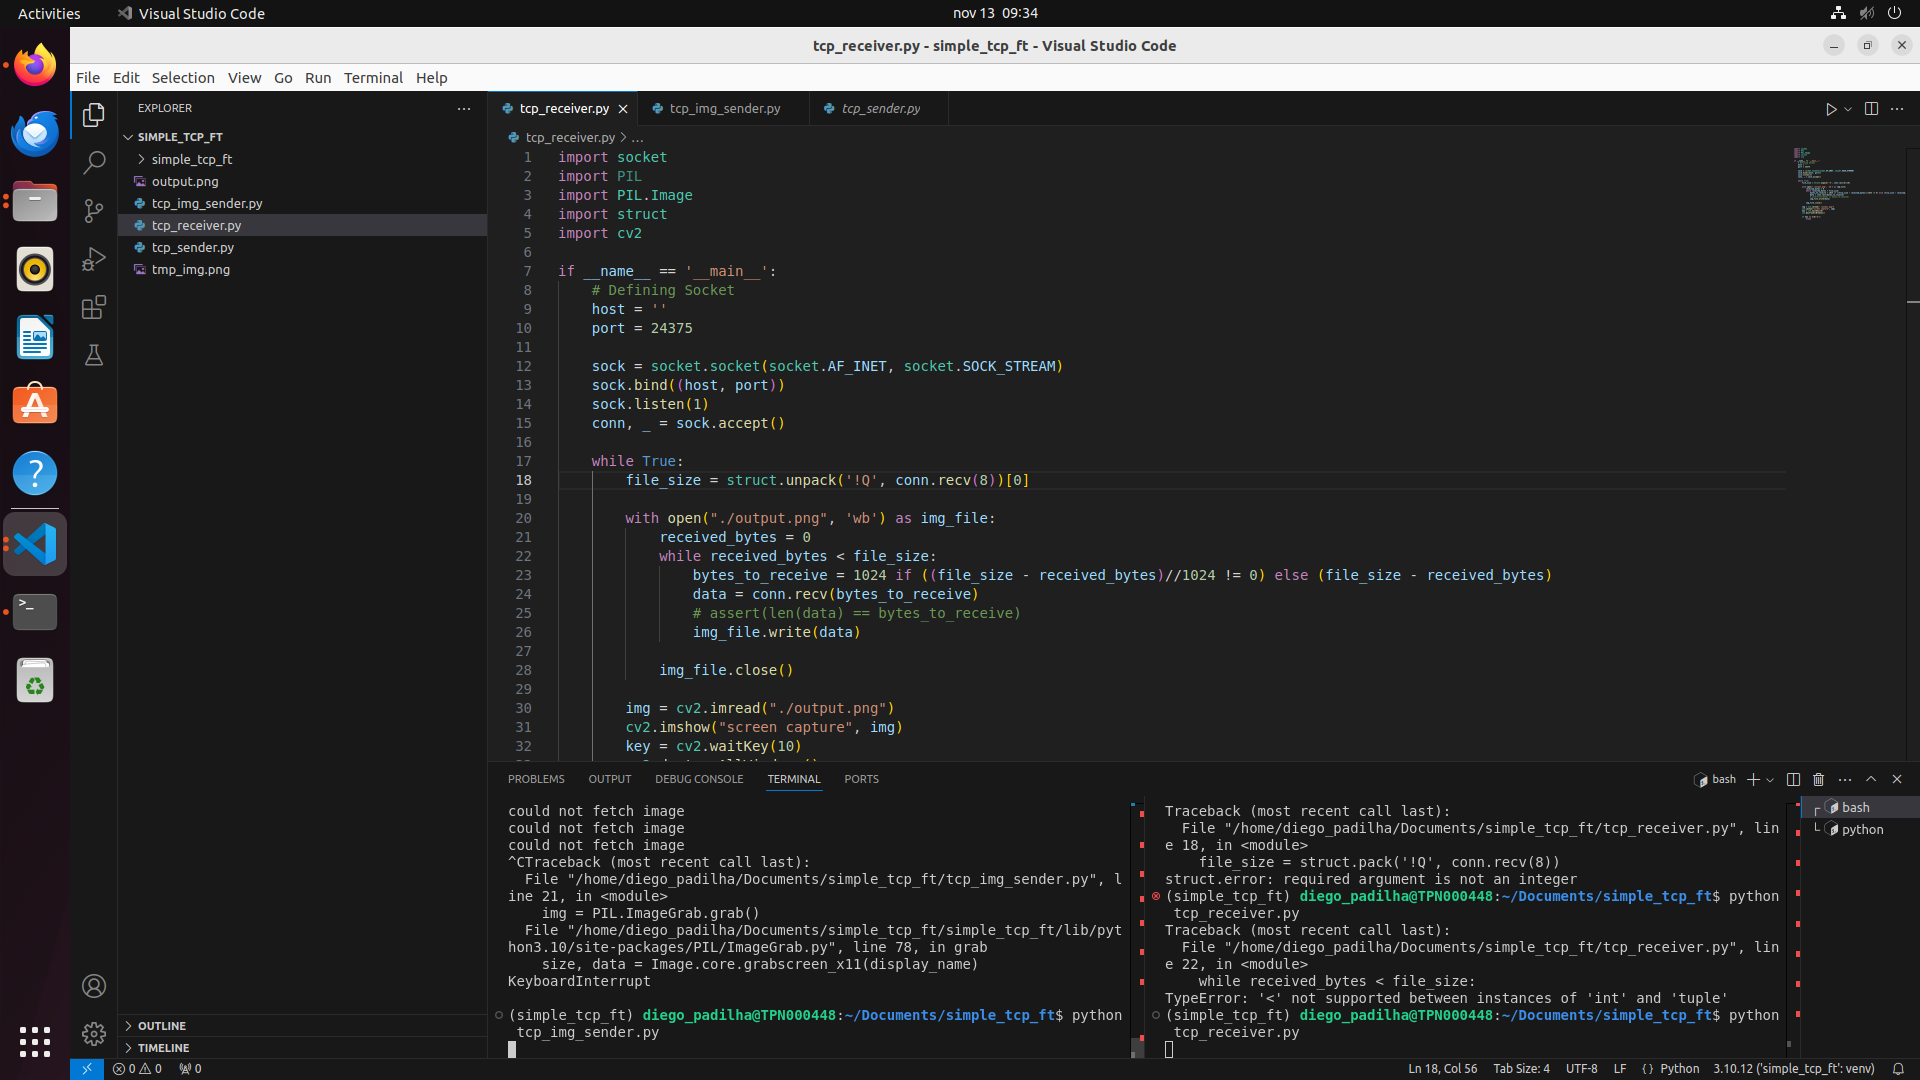 Activities
Visual Studio Code
nov 13 09:34
tcp_receiver.py - simple_tcp_ft - Visual Studio Code
File Edit Selection View Go Run Terminal Help
EXPLORER
SIMPLE_TCP_FT
simple_tcp_ft
output.png
tcp_img_sender.py
tcp_receiver.py
tcp_sender.py
tmp_img.png
OUTLINE
TIMELINE
tcp_receiver.py
tcp_img_sender.py
tcp_sender.py
tcp_receiver.py > ...
1 import socket
2 import PIL
3 import PIL.Image
4 import struct
5 import cv2
6
7 if __name__ == '__main__':
8 # Defining Socket
9 host = ''
10 port = 24375
11
12 sock = socket.socket(socket.AF_INET, socket.SOCK_STREAM)
13 sock.bind((host, port))
14 sock.listen(1)
15 conn, _ = sock.accept()
16
17 while True:
18 file_size = struct.unpack('!Q', conn.recv(8))[0]
19
20 with open("./output.png", 'wb') as img_file:
21 received_bytes = 0
22 while received_bytes < file_size:
23 bytes_to_receive = 1024 if ((file_size - received_bytes)//1024 != 0) else (file_size - received_bytes)
24 data = conn.recv(bytes_to_receive)
25 # assert(len(data) == bytes_to_receive)
26 img_file.write(data)
27
28 img_file.close()
29
30 img = cv2.imread("./output.png")
31 cv2.imshow("screen capture", img)
32 key = cv2.waitKey(10)
PROBLEMS OUTPUT DEBUG CONSOLE TERMINAL PORTS
bash
could not fetch image
could not fetch image
could not fetch image
^CTraceback (most recent call last):
File "/home/diego_padilha/Documents/simple_tcp_ft/tcp_img_sender.py", l
ine 21, in <module>
img = PIL.ImageGrab.grab()
File "/home/diego_padilha/Documents/simple_tcp_ft/simple_tcp_ft/lib/pyt
hon3.10/site-packages/PIL/ImageGrab.py", line 78, in grab
size, data = Image.core.grabscreen_x11(display_name)
KeyboardInterrupt
(simple_tcp_ft) diego_padilha@TPN000448:~/Documents/simple_tcp_ft$ python
tcp_img_sender.py
Traceback (most recent call last):
File "/home/diego_padilha/Documents/simple_tcp_ft/tcp_receiver.py", lin
e 18, in <module>
file_size = struct.pack('!Q', conn.recv(8))
struct.error: required argument is not an integer
(simple_tcp_ft) diego_padilha@TPN000448:~/Documents/simple_tcp_ft$ python
tcp_receiver.py
Traceback (most recent call last):
File "/home/diego_padilha/Documents/simple_tcp_ft/tcp_receiver.py", lin
e 22, in <module>
while received_bytes < file_size:
TypeError: '<' not supported between instances of 'int' and 'tuple'
(simple_tcp_ft) diego_padilha@TPN000448:~/Documents/simple_tcp_ft$ python
tcp_receiver.py
bash
python
0 0 0
Ln 18, Col 56
Tab Size: 4
UTF-8
LF
{ } Python
3.10.12 ('simple_tcp_ft': venv)